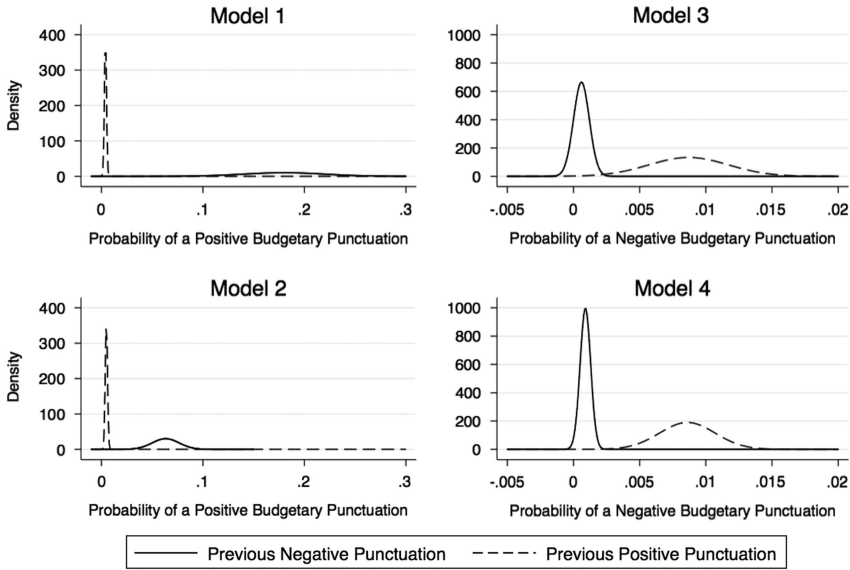 Model 1
Density
400
300
200
100
0
0 .1 .2 .3
Probability of a Positive Budgetary Punctuation
Model 3
1000
800
600
400
200
0
-.005 0 .005 .01 .015 .02
Probability of a Negative Budgetary Punctuation
Model 2
Density
400
300
200
100
0
0 .1 .2 .3
Probability of a Positive Budgetary Punctuation
Model 4
1000
800
600
400
200
0
-.005 0 .005 .01 .015 .02
Probability of a Negative Budgetary Punctuation
Previous Negative Punctuation Previous Positive Punctuation